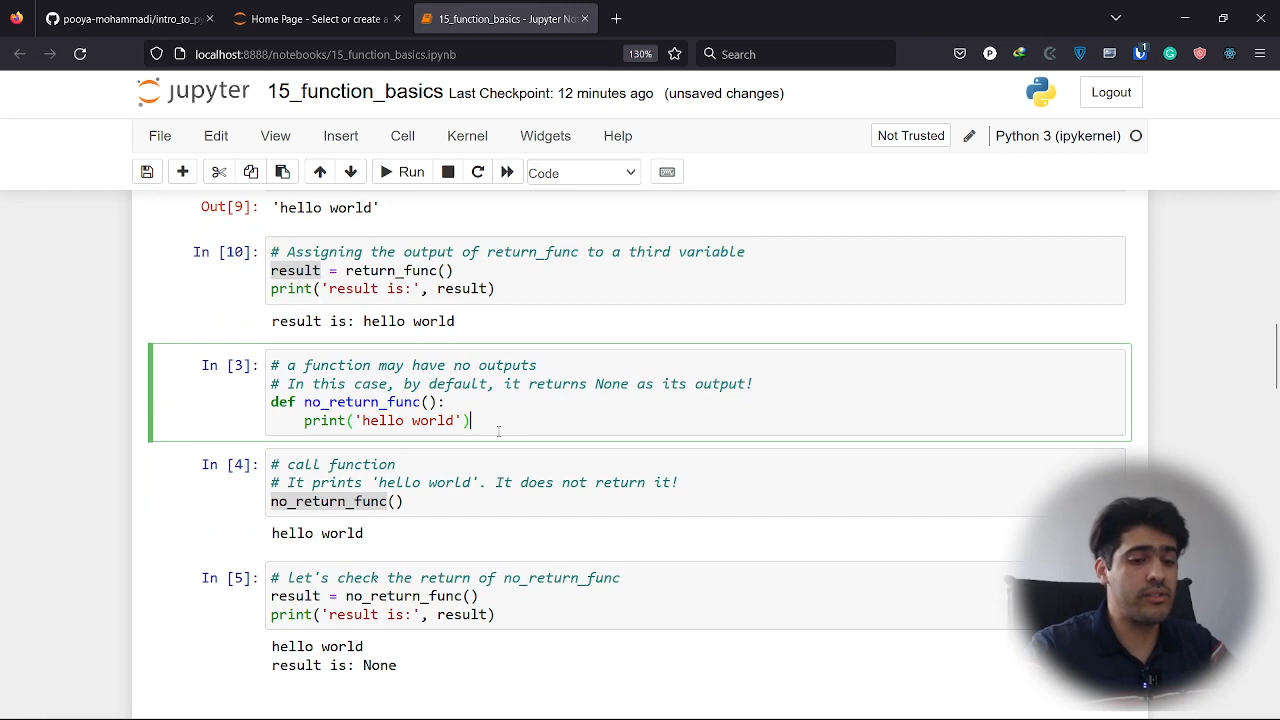 pooya-mohammadi/intro_to_p
Home Page - Select or create a
15_function_basics - Jupyter No
localhost:8888/notebooks/15_function_basics.ipynb
130%
Search
jupyter 15_function_basics Last Checkpoint: 12 minutes ago (unsaved changes)
Logout
File Edit View Insert Cell Kernel Widgets Help
Not Trusted
Python 3 (ipykernel)
Run
Code
Out[9]: 'hello world'
In [10]: # Assigning the output of return_func to a third variable
result = return_func()
print('result is:', result)
result is: hello world
In [3]: # a function may have no outputs
# In this case, by default, it returns None as its output!
def no_return_func():
print('hello world')
In [4]: # call function
# It prints 'hello world'. It does not return it!
no_return_func()
hello world
In [5]: # let's check the return of no_return_func
result = no_return_func()
print('result is:', result)
hello world
result is: None